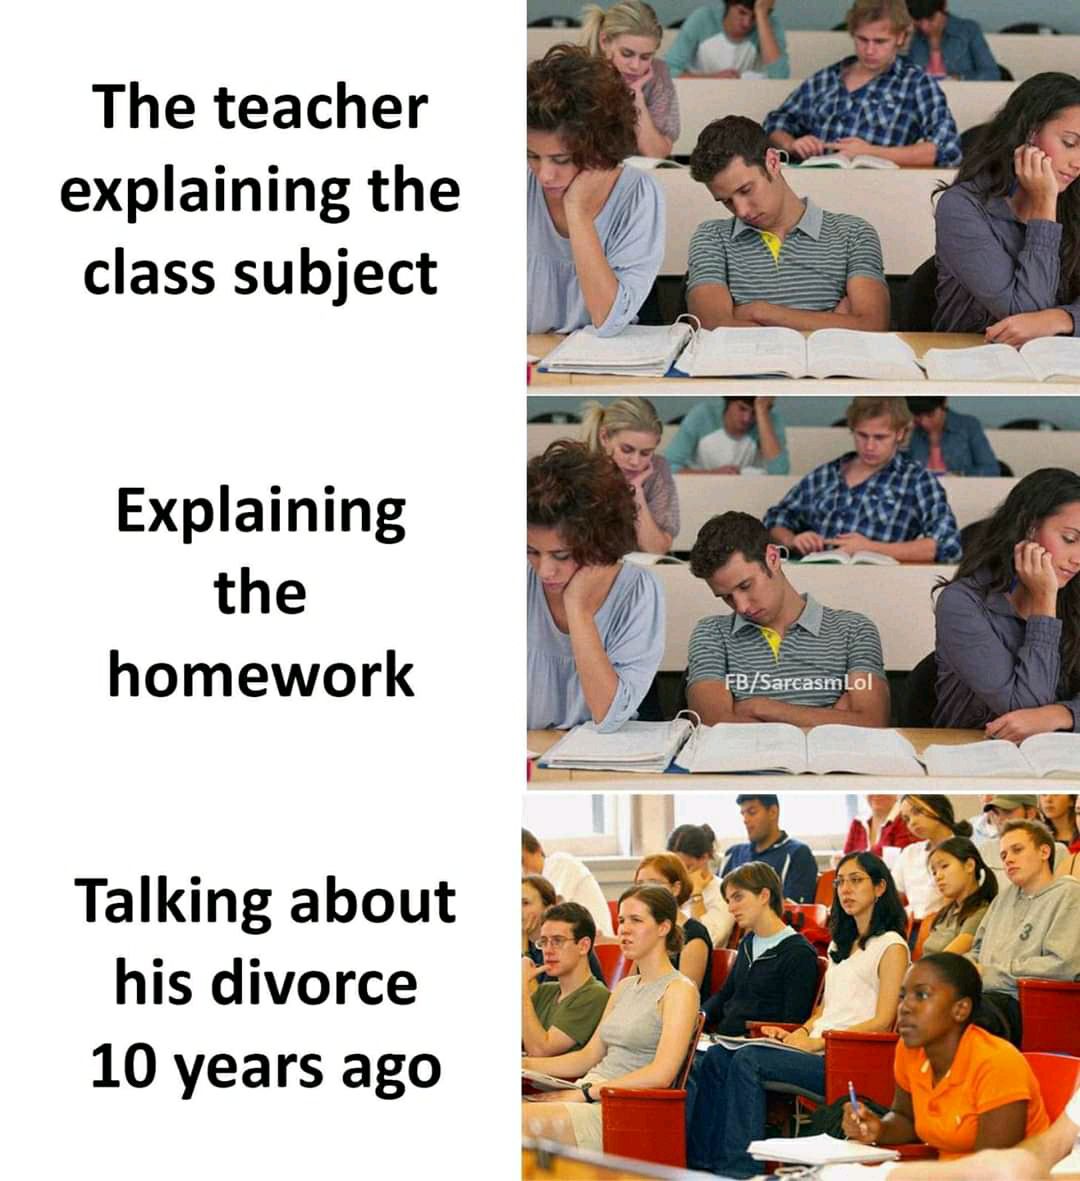 The teacher
explaining the
class subject
Explaining
the
homework
FB/SarcasmLol
Talking about
his divorce
10 years ago